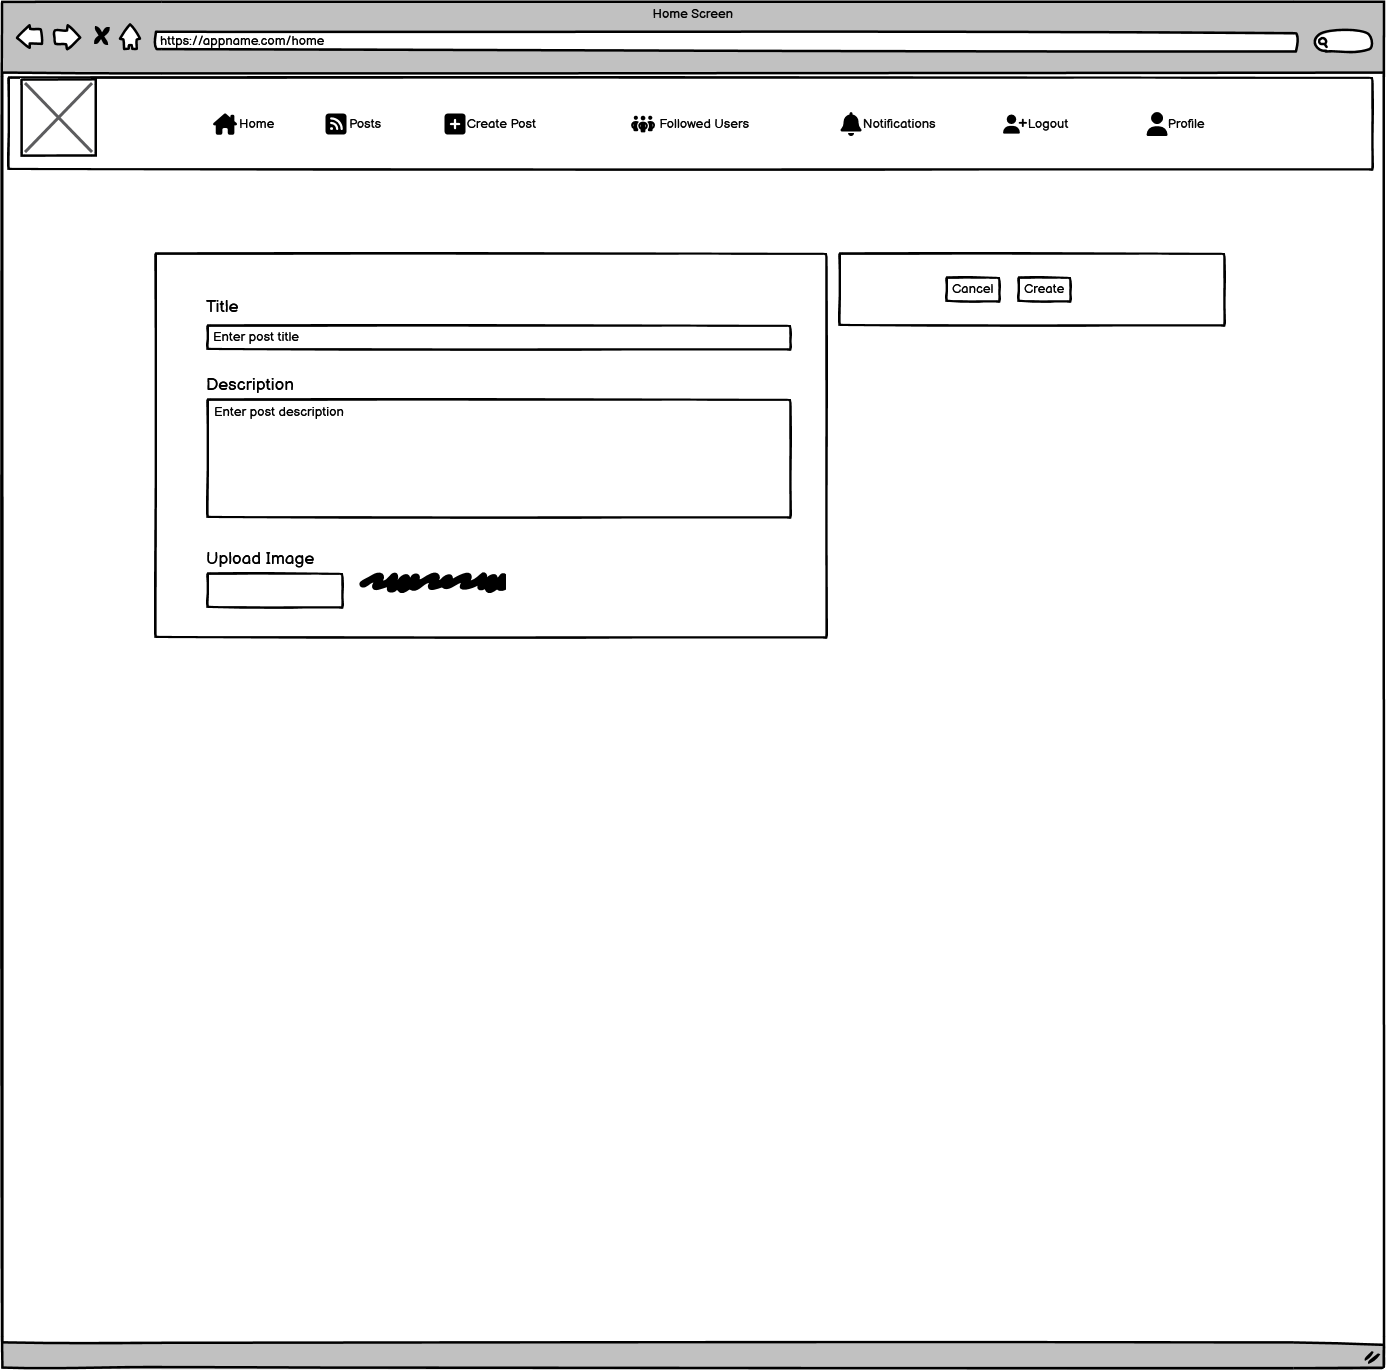 Home Screen
https://appname.com/home
Home Posts Create Post Followed Users Notifications Logout Profile
Title
Enter post title
Cancel Create
Description
Enter post description
Upload Image